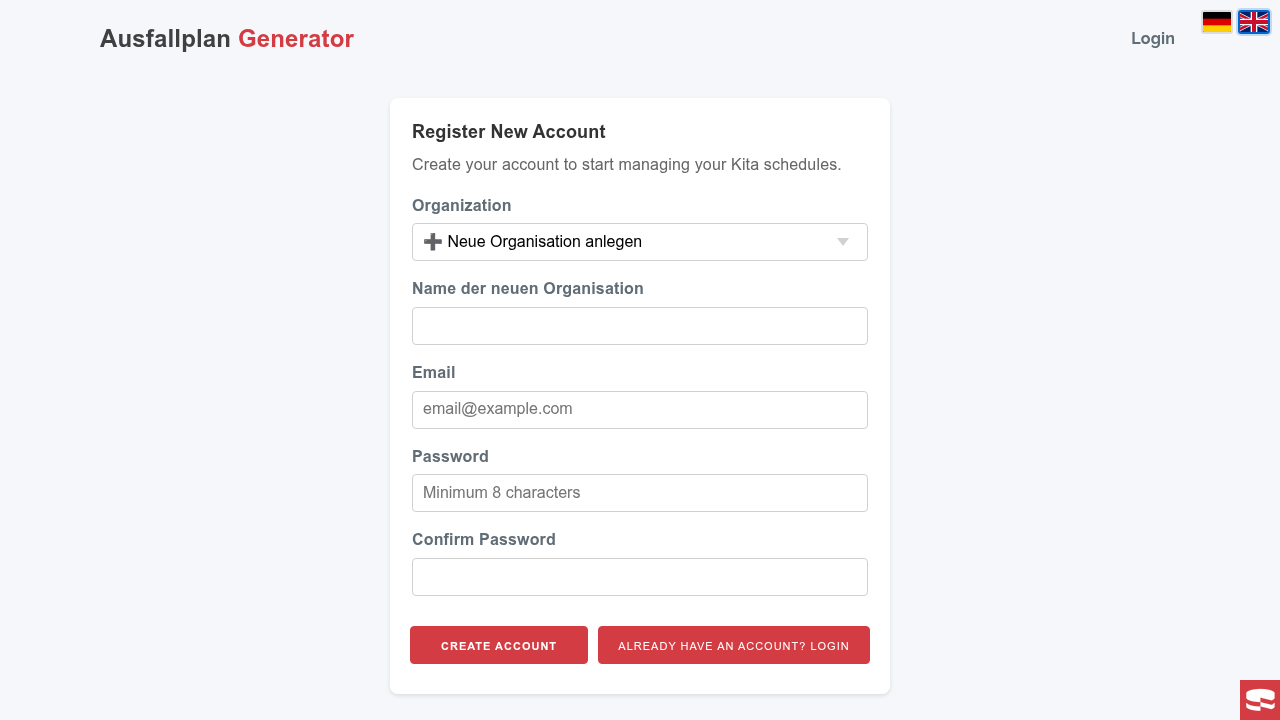 Ausfallplan Generator
Login
Register New Account
Create your account to start managing your Kita schedules.
Organization
➕ Neue Organisation anlegen
Name der neuen Organisation
Email
email@example.com
Password
Minimum 8 characters
Confirm Password
CREATE ACCOUNT
ALREADY HAVE AN ACCOUNT? LOGIN